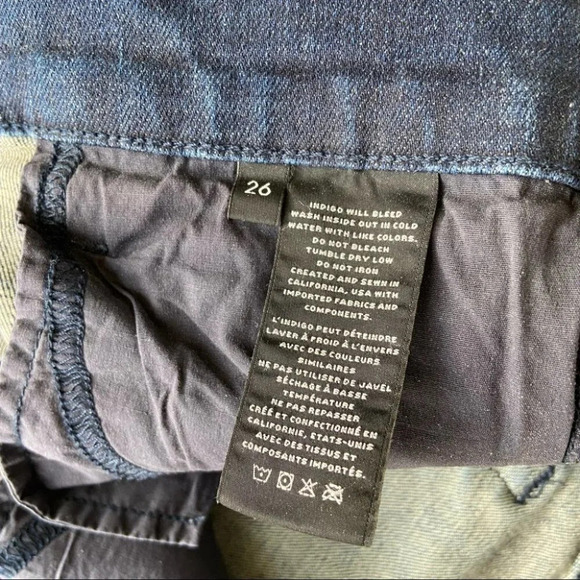 26
INDIGO WILL BLEED
WASH INSIDE OUT IN COLD
WATER WITH LIKE COLORS.
DO NOT BLEACH
TUMBLE DRY LOW
DO NOT IRON
CREATED AND SEWN IN
CALIFORNIA, USA WITH
IMPORTED FABRICS AND
COMPONENTS.
L'INDIGO PEUT DÉTEINDRE
LAVER À FROID À L'ENVERS
AVEC DES COULEURS
SIMILAIRES
NE PAS UTILISER DE JAVEL
SÉCHAGE À BASSE
TEMPÉRATURE
NE PAS REPASSER
CRÉÉ ET CONFECTIONNÉ EN
CALIFORNIE, ETATS-UNIS
AVEC DES TISSUS ET
COMPOSANTS IMPORTÉS.